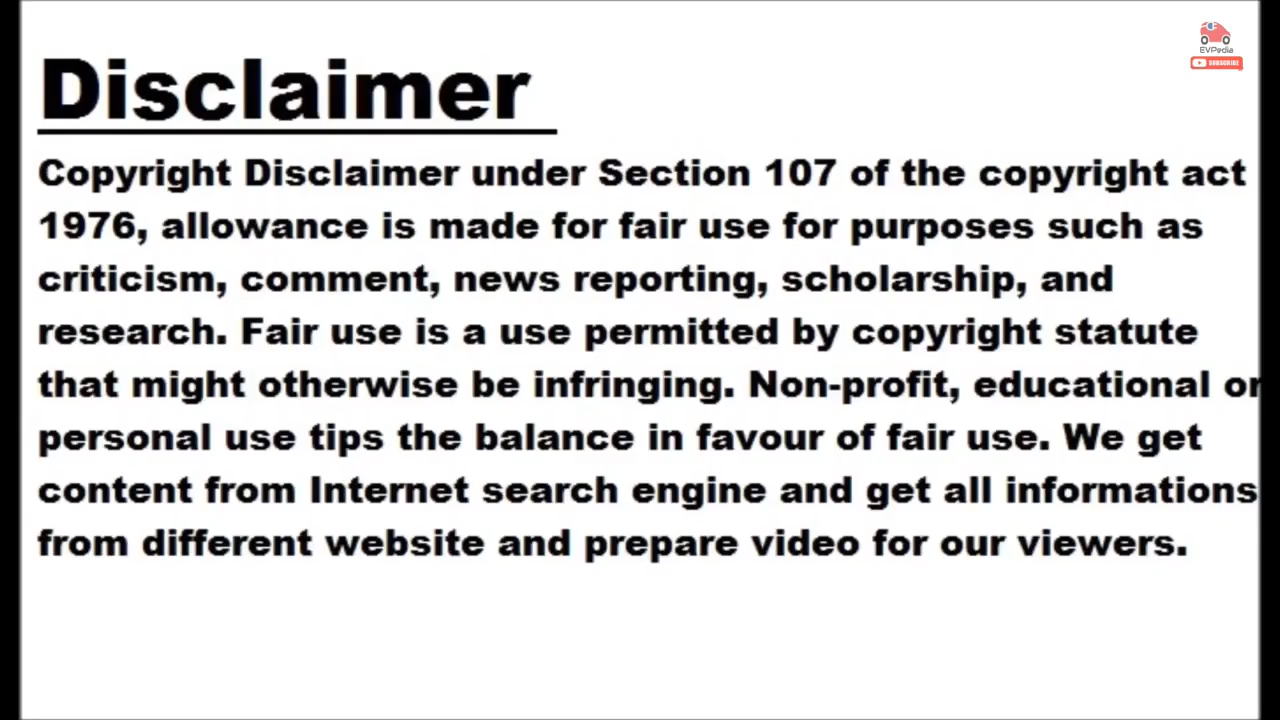 EVPedia
SUBSCRIBE
Disclaimer
Copyright Disclaimer under Section 107 of the copyright act
1976, allowance is made for fair use for purposes such as
criticism, comment, news reporting, scholarship, and
research. Fair use is a use permitted by copyright statute
that might otherwise be infringing. Non-profit, educational or
personal use tips the balance in favour of fair use. We get
content from Internet search engine and get all informations
from different website and prepare video for our viewers.